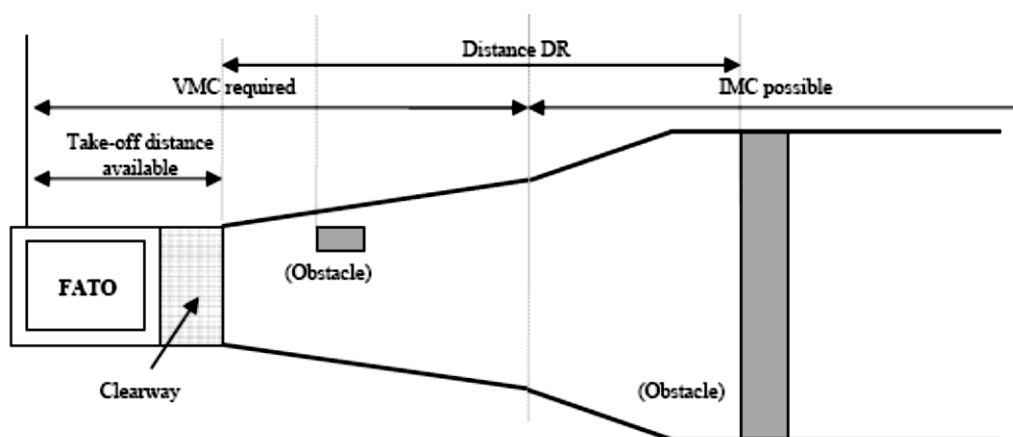 Distance DR
VMC required
IMC possible
Take-off distance
available
(Obstacle)
FATO
Clearway
(Obstacle)